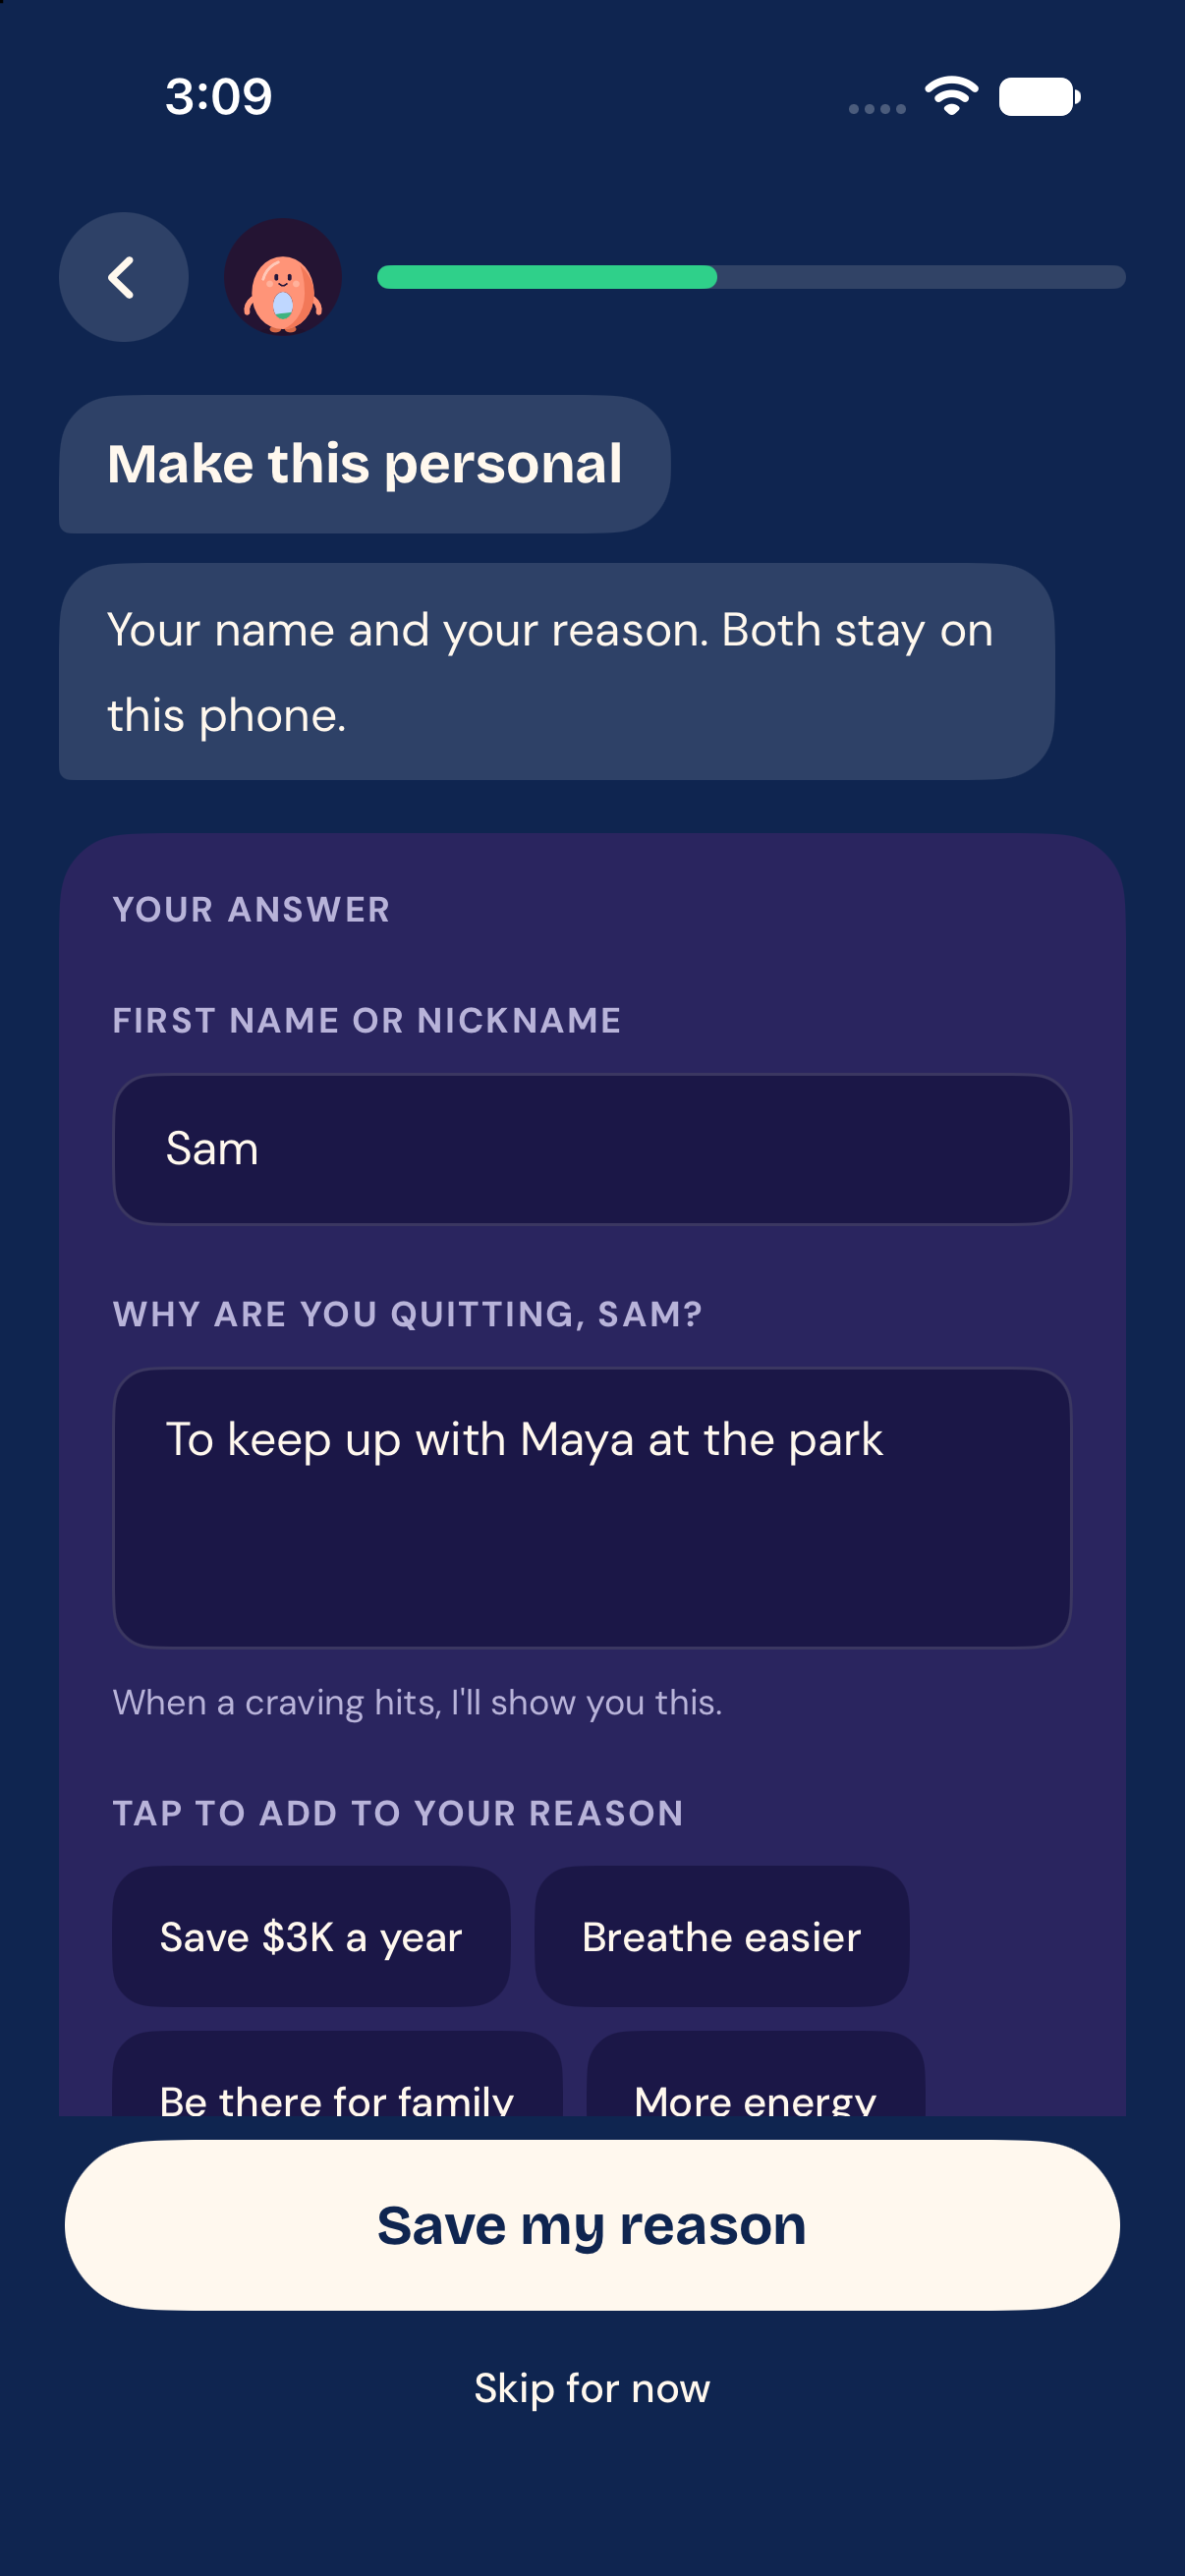 3:09
Make this personal
Your name and your reason. Both stay on
this phone.
YOUR ANSWER
FIRST NAME OR NICKNAME
Sam
WHY ARE YOU QUITTING, SAM?
To keep up with Maya at the park
When a craving hits, I'll show you this.
TAP TO ADD TO YOUR REASON
Save $3K a year
Breathe easier
Be there for family
More energy
Save my reason
Skip for now